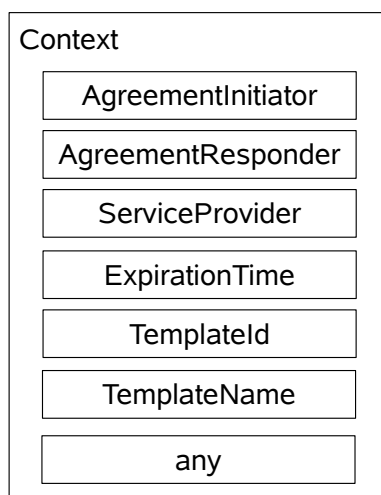 Context
AgreementInitiator
AgreementResponder
ServiceProvider
ExpirationTime
TemplateId
TemplateName
any